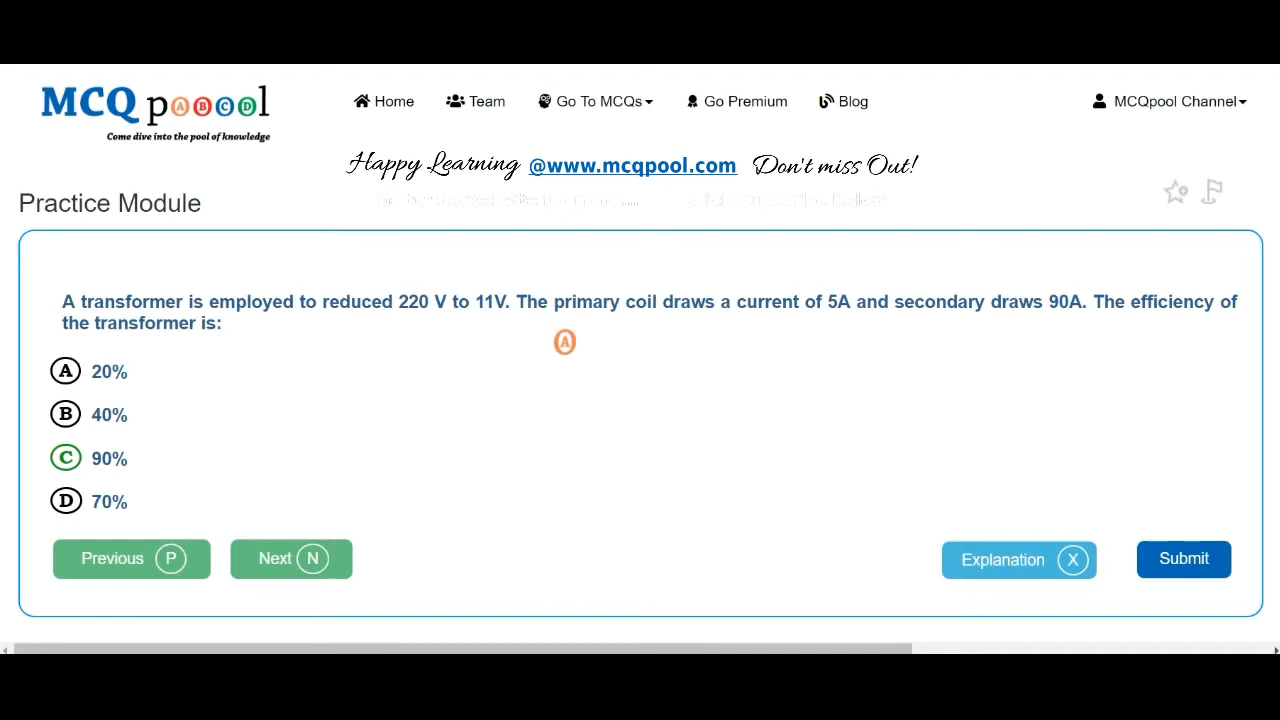 MCQ pooool
Come dive into the pool of knowledge
Home Team Go To MCQs Go Premium Blog MCQpool Channel
Happy Learning @www.mcqpool.com Don't miss Out!
Practice Module
A transformer is employed to reduced 220 V to 11V. The primary coil draws a current of 5A and secondary draws 90A. The efficiency of
the transformer is:
A
A 20%
B 40%
C 90%
D 70%
Previous P Next N Explanation X Submit